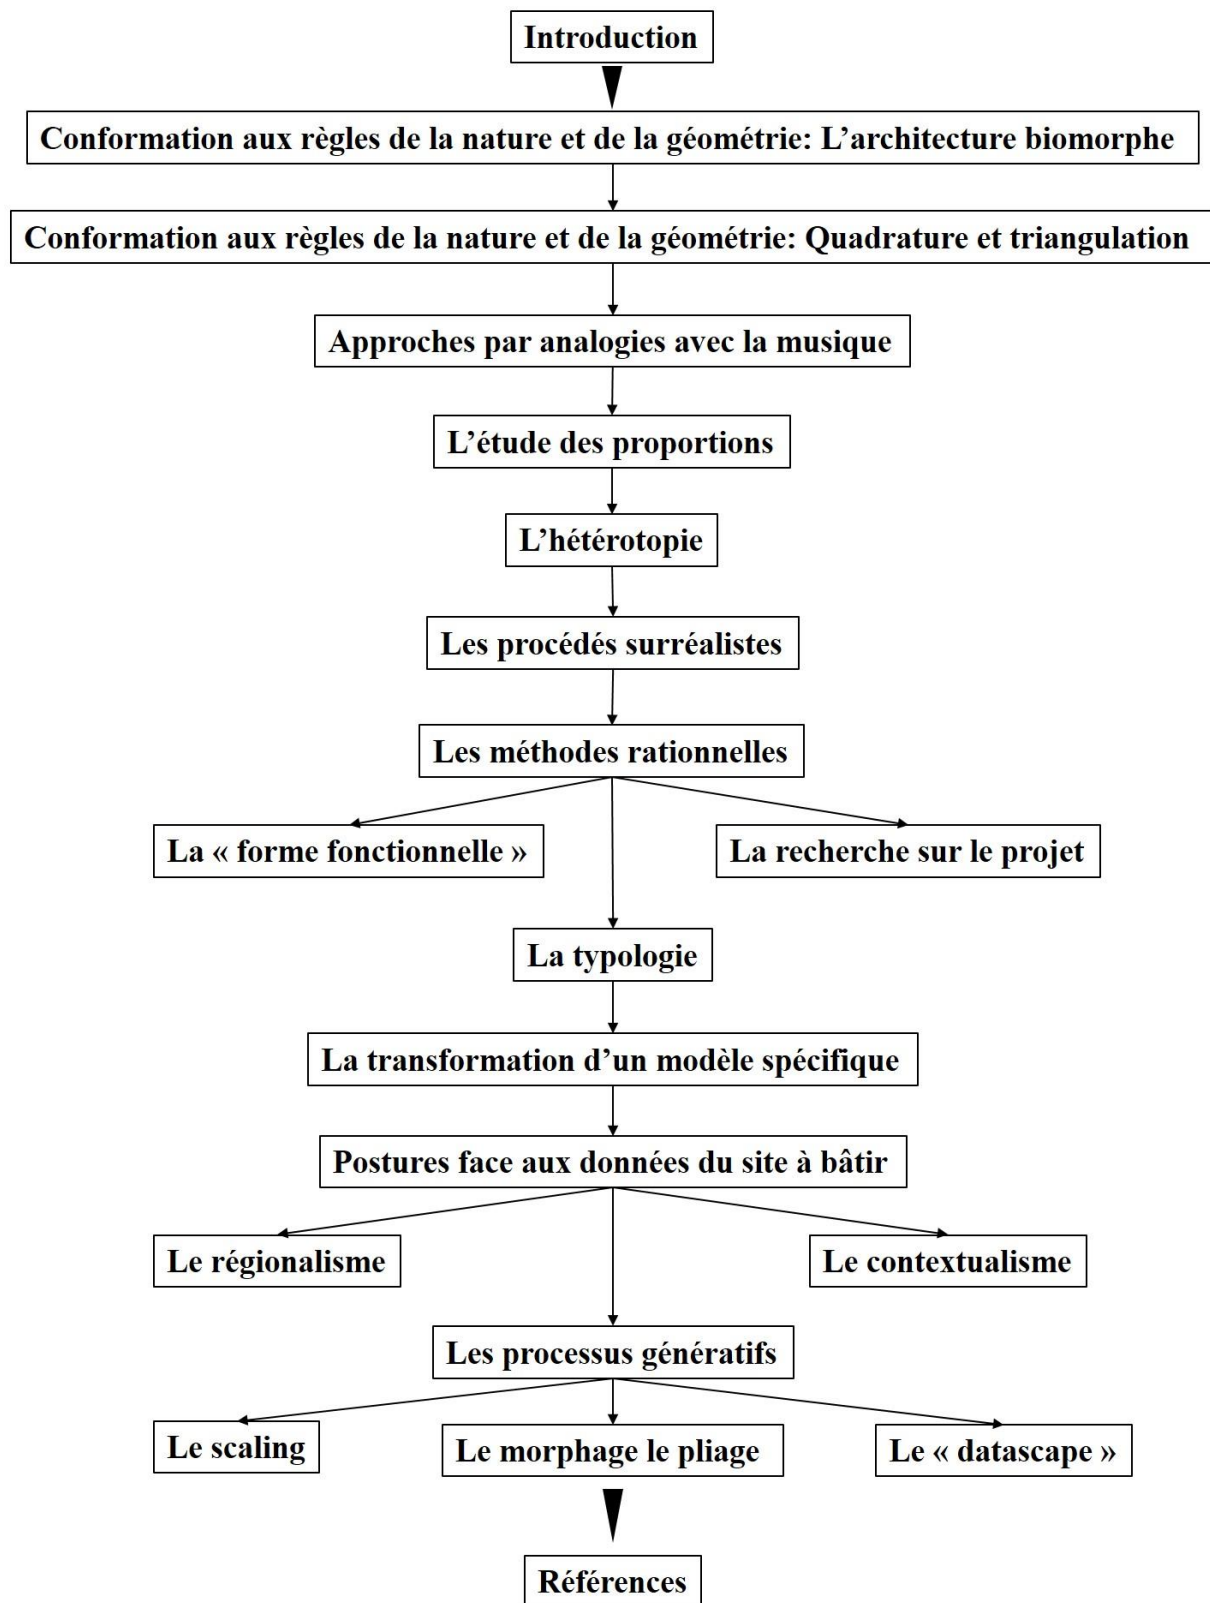 Introduction
Conformation aux règles de la nature et de la géométrie: L’architecture biomorphe
Conformation aux règles de la nature et de la géométrie: Quadrature et triangulation
Approches par analogies avec la musique
L’étude des proportions
L’hétérotopie
Les procédés surréalistes
Les méthodes rationnelles
La « forme fonctionnelle »
La recherche sur le projet
La typologie
La transformation d’un modèle spécifique
Postures face aux données du site à bâtir
Le régionalisme
Le contextualisme
Les processus génératifs
Le scaling
Le morphage le pliage
Le « datascape »
Références